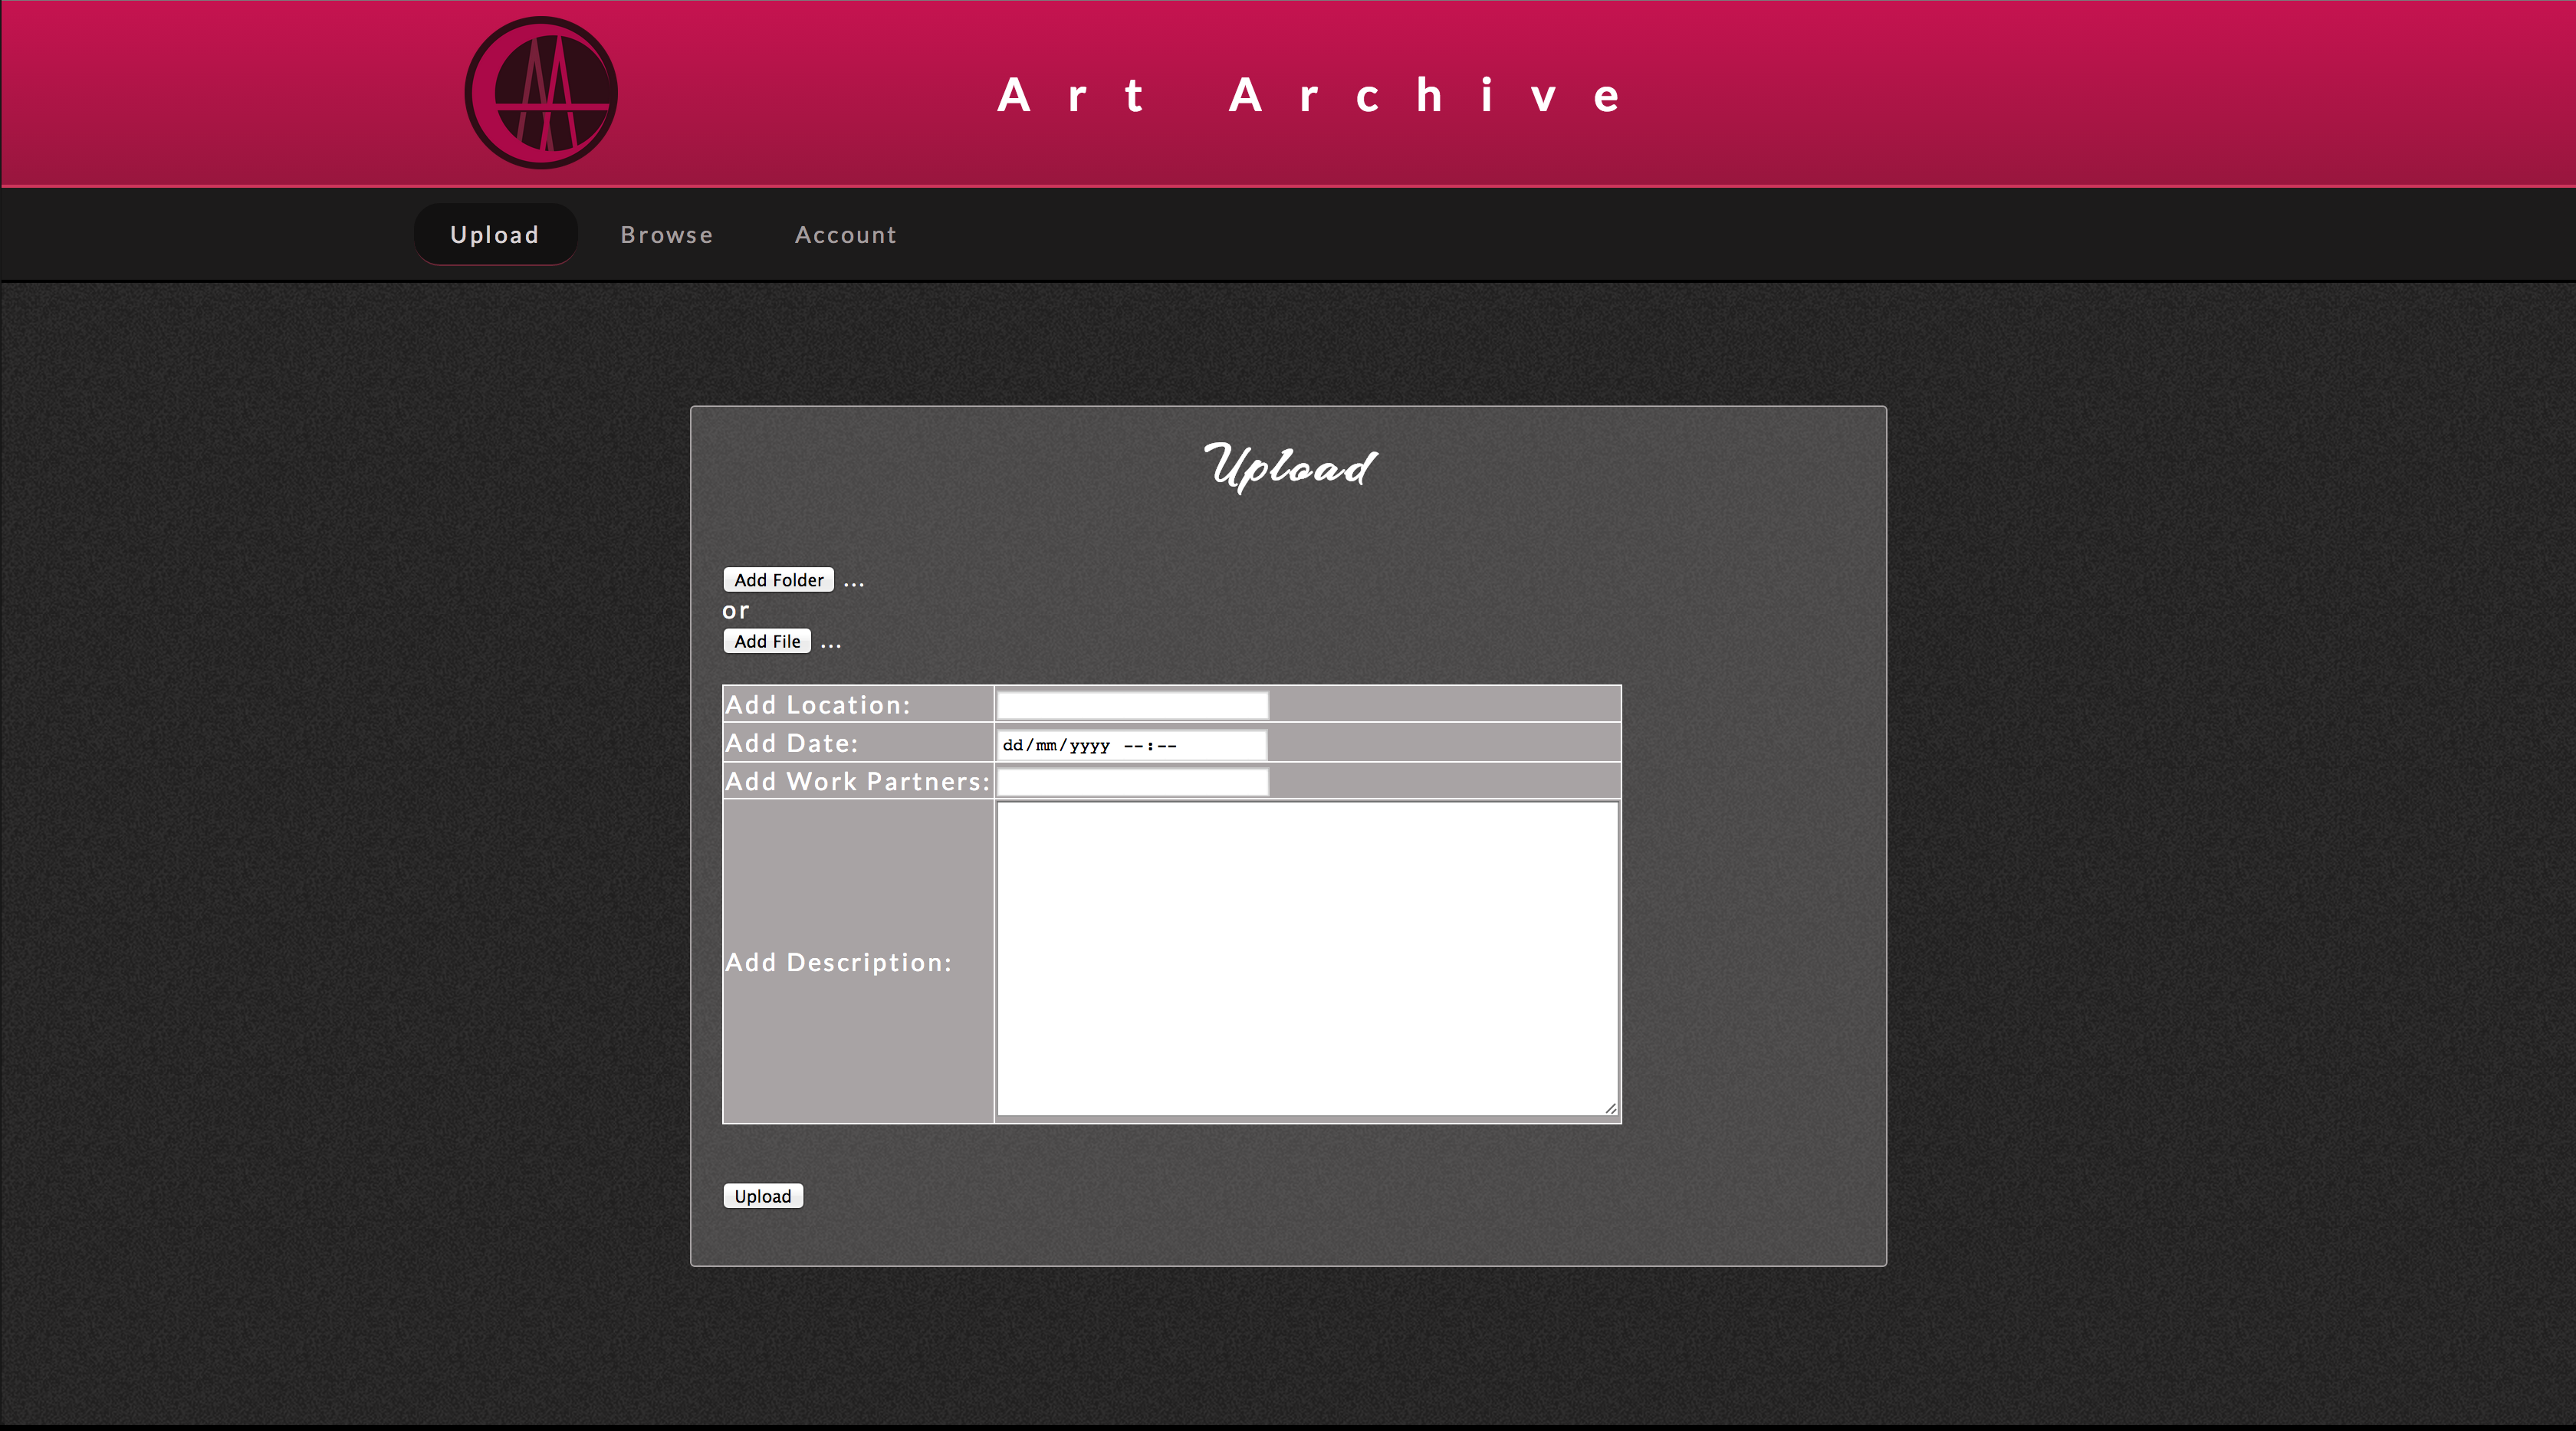 Art Archive
Upload Browse Account
Upload
Add Folder ...
or
Add File ...
Add Location:
Add Date: dd/mm/yyyy --:--
Add Work Partners:
Add Description:
Upload